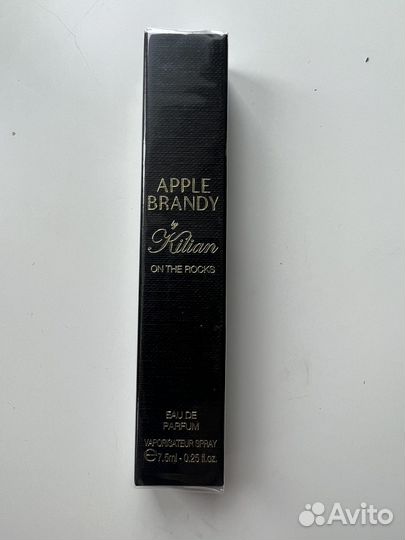 APPLE
BRANDY
by
Kilian
ON THE ROCKS
EAU DE
PARFUM
VAPORISATEUR SPRAY
℮7.5ml - 0.25 fl.oz.
Avito